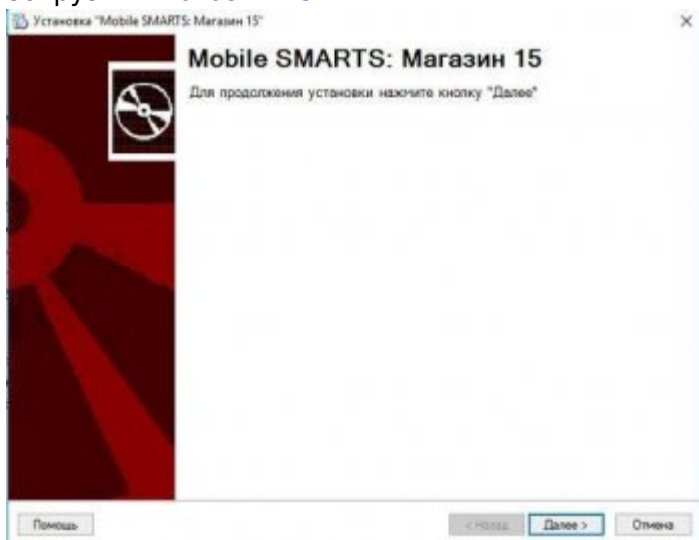 Установка "Mobile SMARTS: Магазин 15"
Mobile SMARTS: Магазин 15
Для продолжения установки нажмите кнопку "Далее"
Помощь
< Назад
Далее >
Отмена